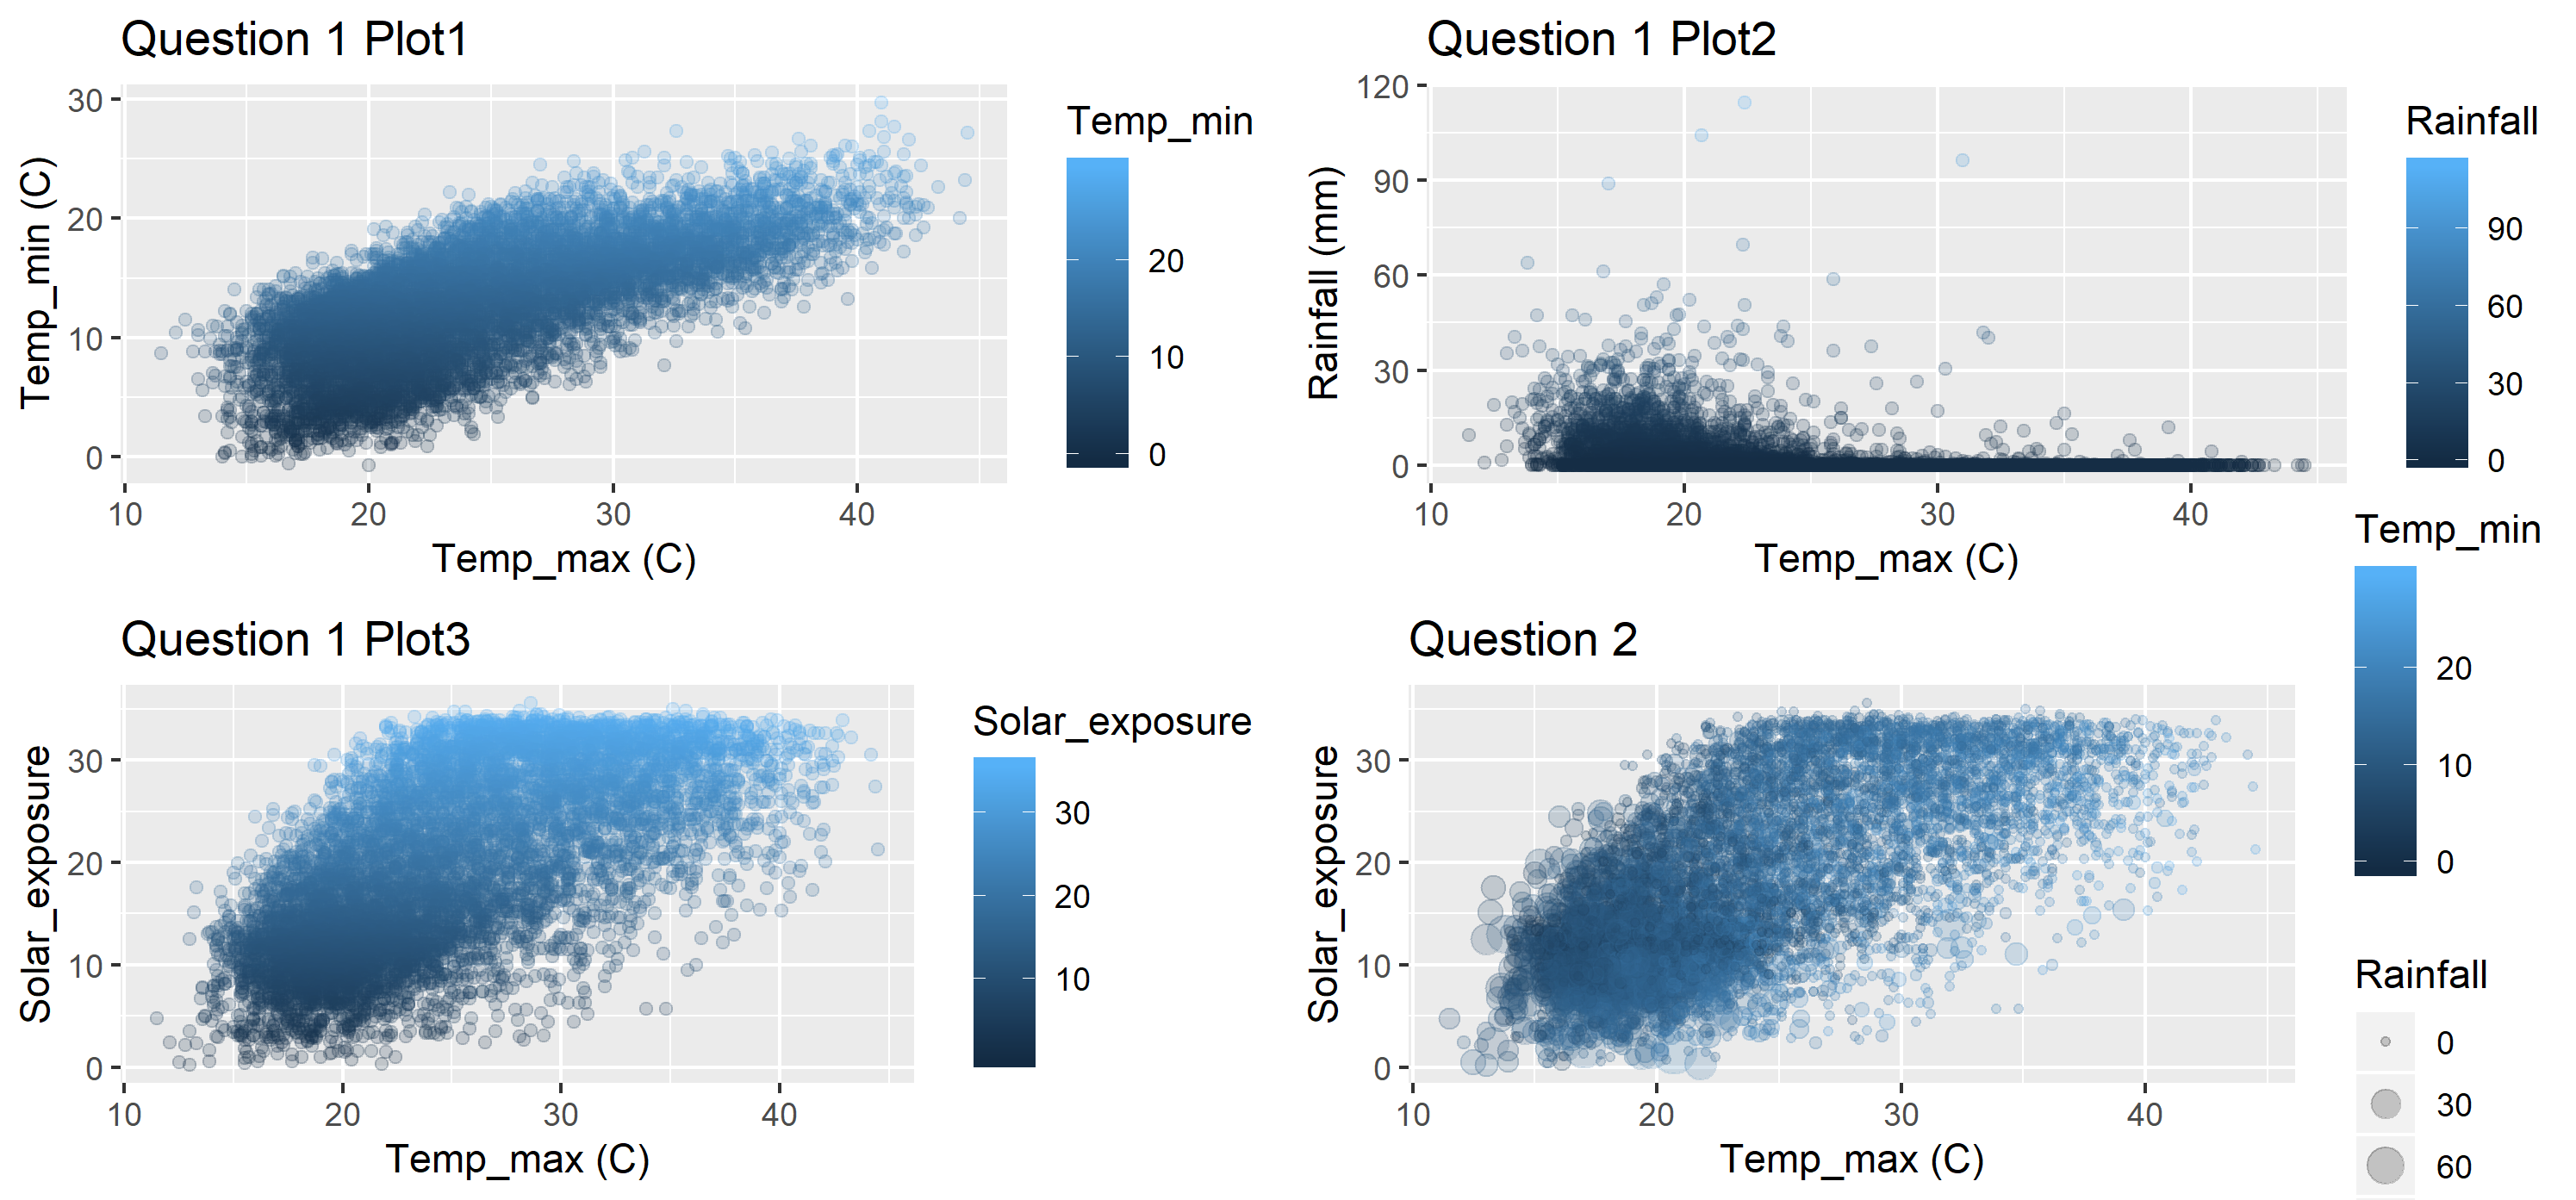 Question 1 Plot1
Temp_min (C)
30
20
10
0
10 20 30 40
Temp_max (C)
Temp_min
20
10
0
Question 1 Plot2
Rainfall (mm)
120
90
60
30
0
10 20 30 40
Temp_max (C)
Rainfall
90
60
30
0
Question 1 Plot3
Solar_exposure
30
20
10
0
10 20 30 40
Temp_max (C)
Solar_exposure
30
20
10
Question 2
Solar_exposure
30
20
10
0
10 20 30 40
Temp_max (C)
Temp_min
20
10
0
Rainfall
0
30
60